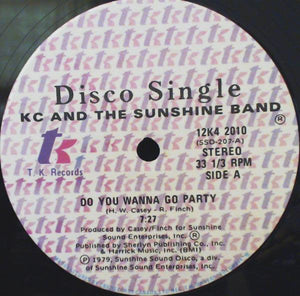 Disco Single
KC AND THE SUNSHINE BAND
®
12K4 2010
(SSD-207-A)
STEREO
33 1/3 RPM
SIDE A
tk
T. K. Records
DO YOU WANNA GO PARTY
(H. W. Casey - R. Finch)
7:27
Produced by Casey/Finch for Sunshine
Sound Enterprises, Inc. ®
Published by Sherlyn Publishing Co., Inc.
& Harrick Music, Inc. (BMI)
℗ 1979, Sunshine Sound Disco, a div.
of Sunshine Sound Enterprises, Inc.